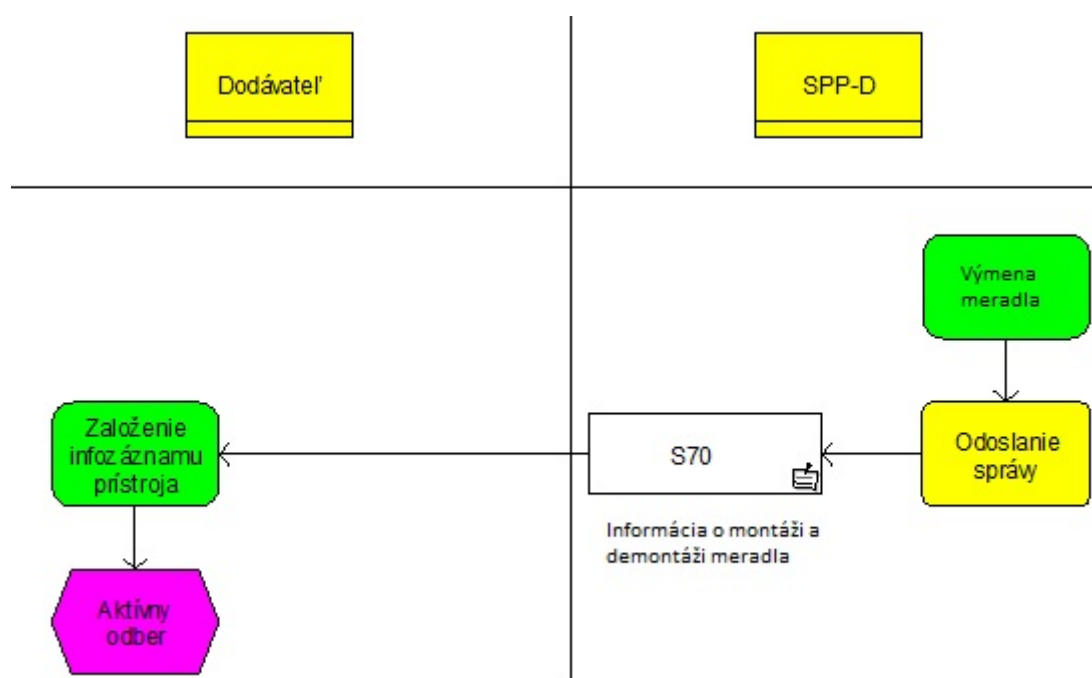 Dodávateľ
SPP-D
Výmena
meradla
Založenie
infozáznamu
prístroja
S70
Odoslanie
správy
Informácia o montáži a
demontáži meradla
Aktívny
odber